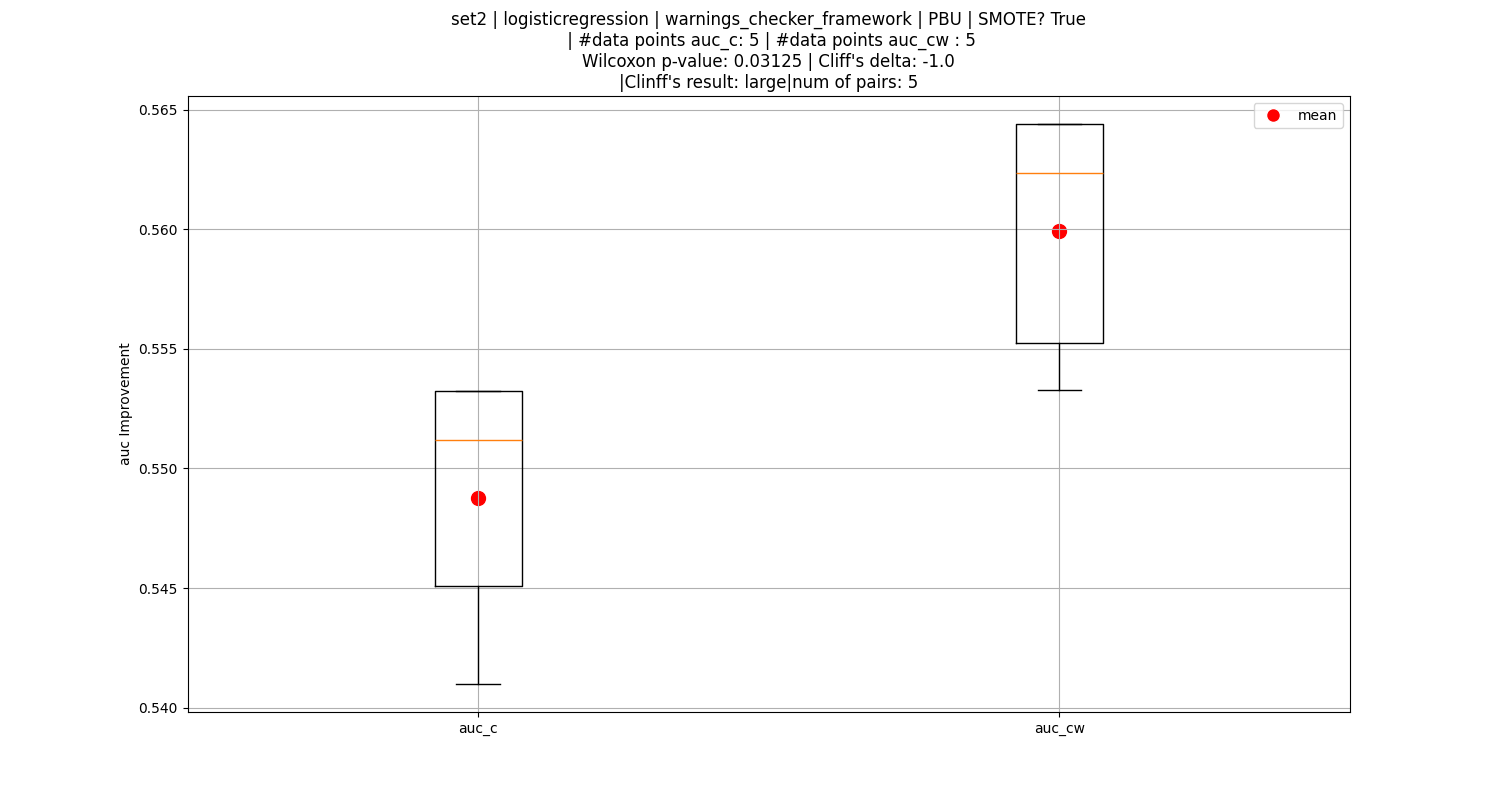 set2 | logisticregression | warnings_checker_framework | PBU | SMOTE? True
| #data points auc_c: 5 | #data points auc_cw : 5
Wilcoxon p-value: 0.03125 | Cliff's delta: -1.0
|Clinff's result: large|num of pairs: 5
mean
auc Improvement
0.565
0.560
0.555
0.550
0.545
0.540
auc_c
auc_cw